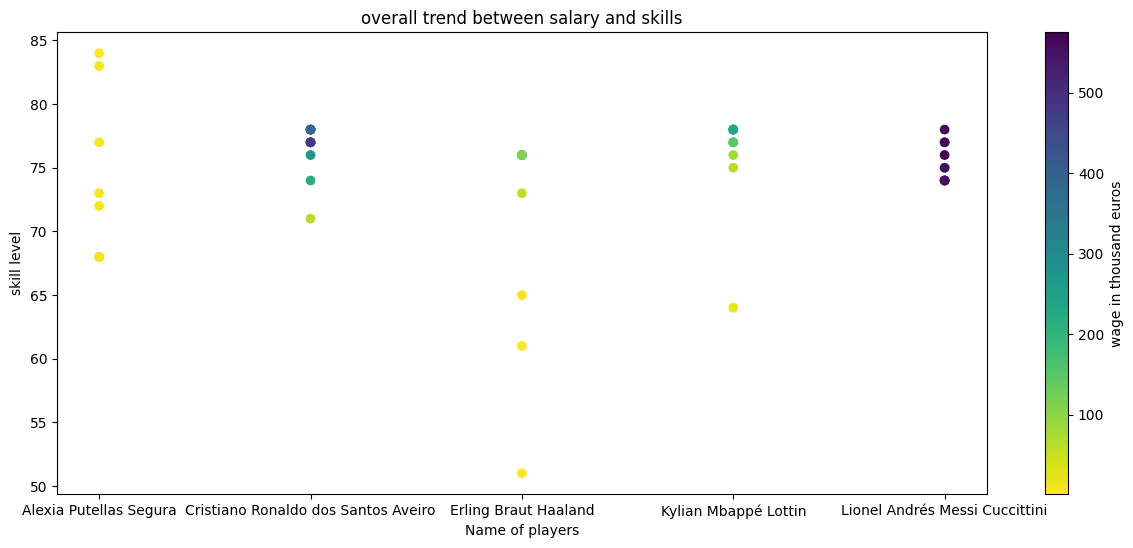 overall trend between salary and skills
85
80
75
70
65
60
55
50
skill level
Alexia Putellas Segura
Cristiano Ronaldo dos Santos Aveiro
Erling Braut Haaland
Kylian Mbappé Lottin
Lionel Andrés Messi Cuccittini
Name of players
500
400
300
200
100
wage in thousand euros